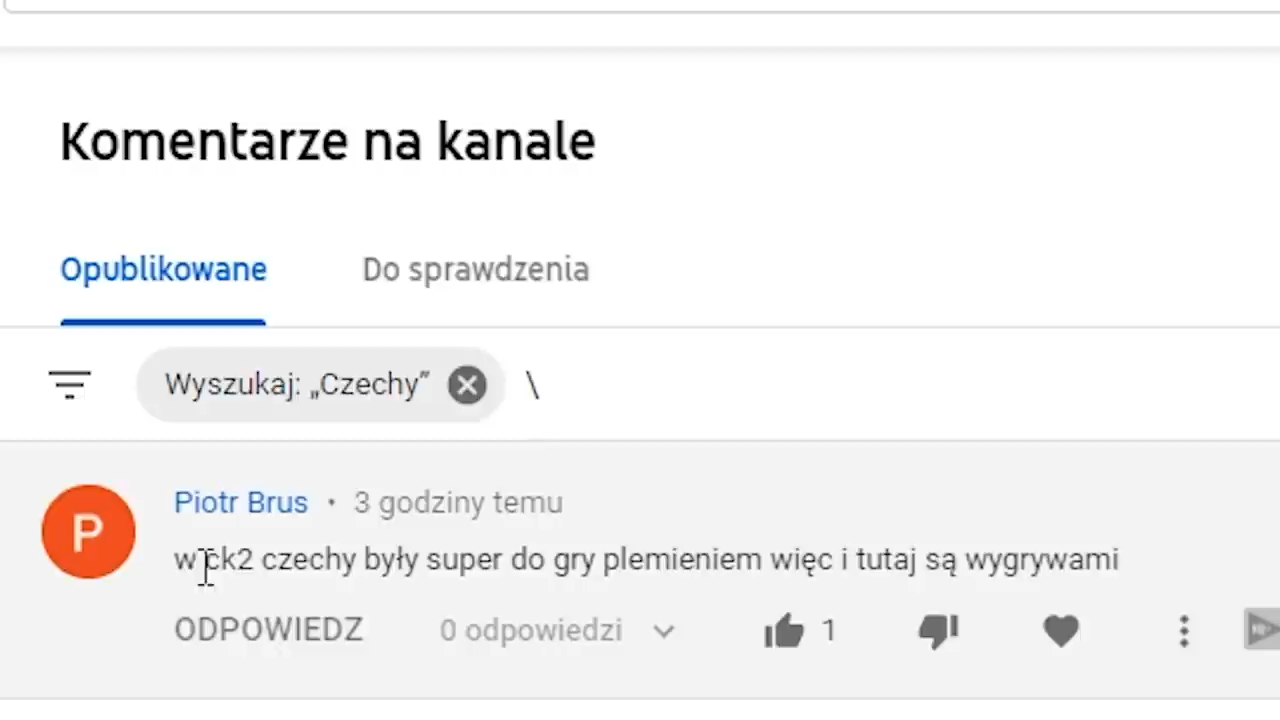 Komentarze na kanale
Opublikowane Do sprawdzenia
Wyszukaj: „Czechy” \
P
Piotr Brus • 3 godziny temu
w ck2 czechy były super do gry plemieniem więc i tutaj są wygrywami
ODPOWIEDZ 0 odpowiedzi 1